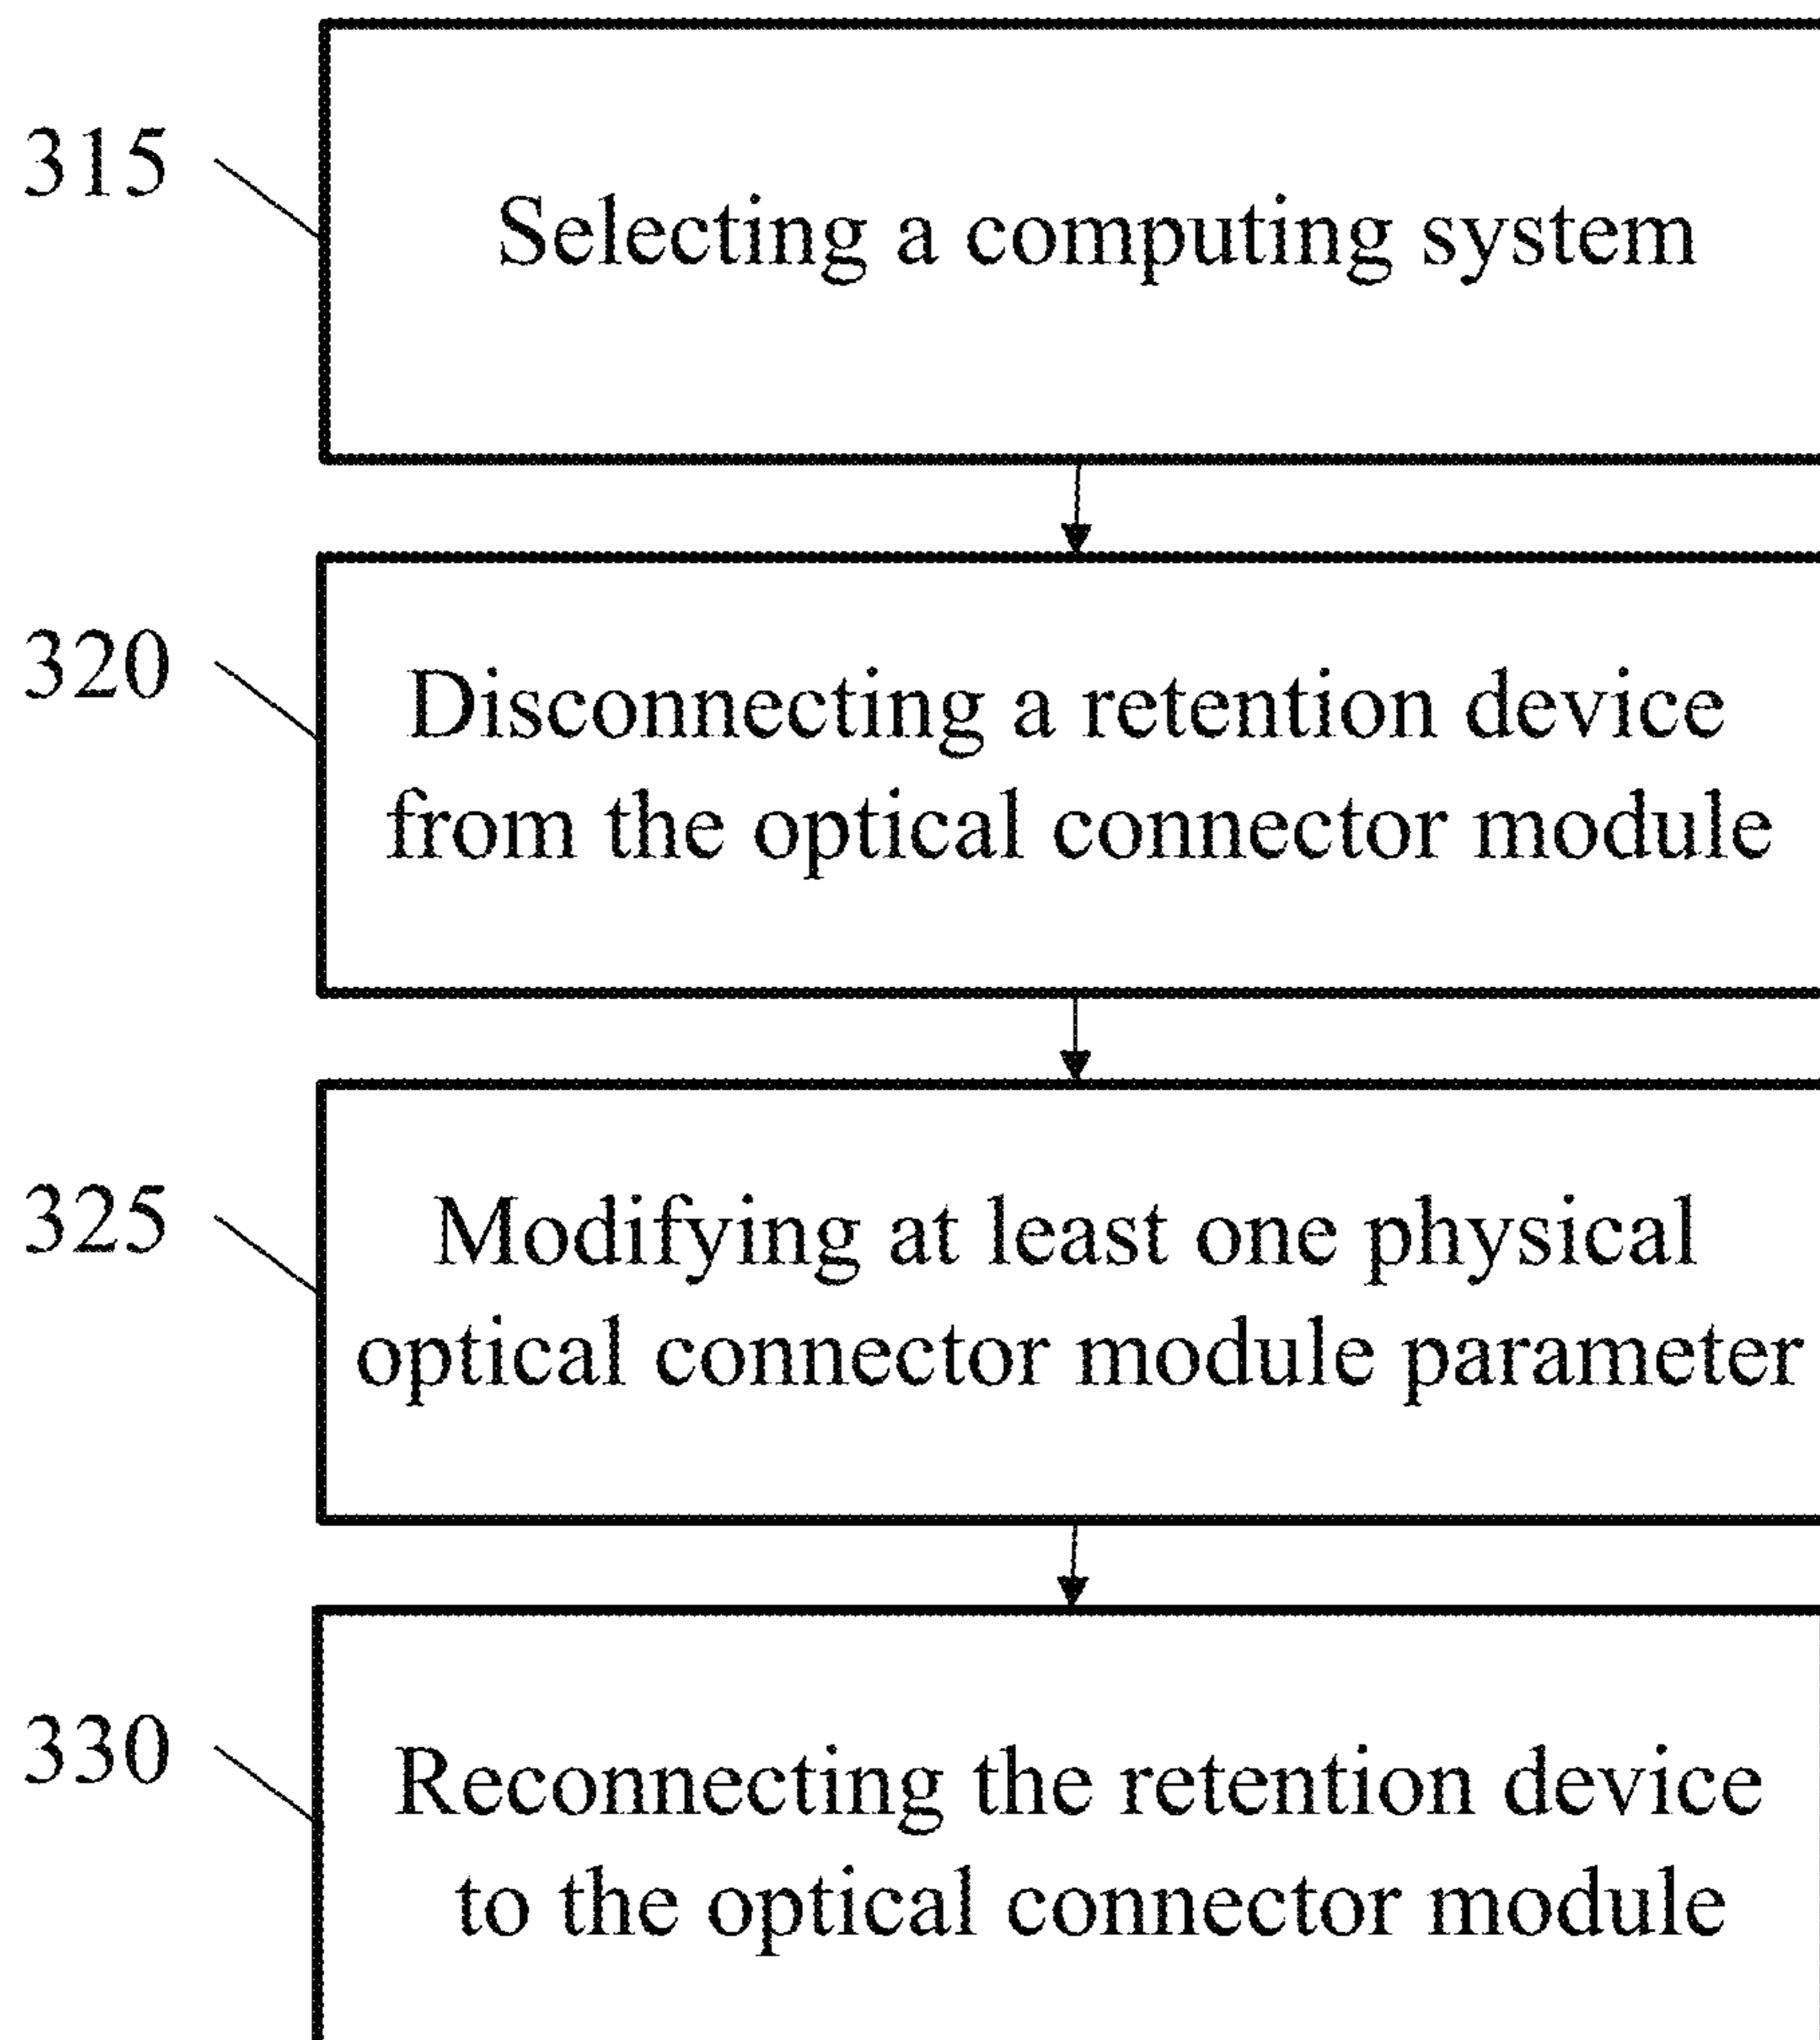 315
Selecting a computing system
320
Disconnecting a retention device
from the optical connector module
325
Modifying at least one physical
optical connector module parameter
330
Reconnecting the retention device
to the optical connector module